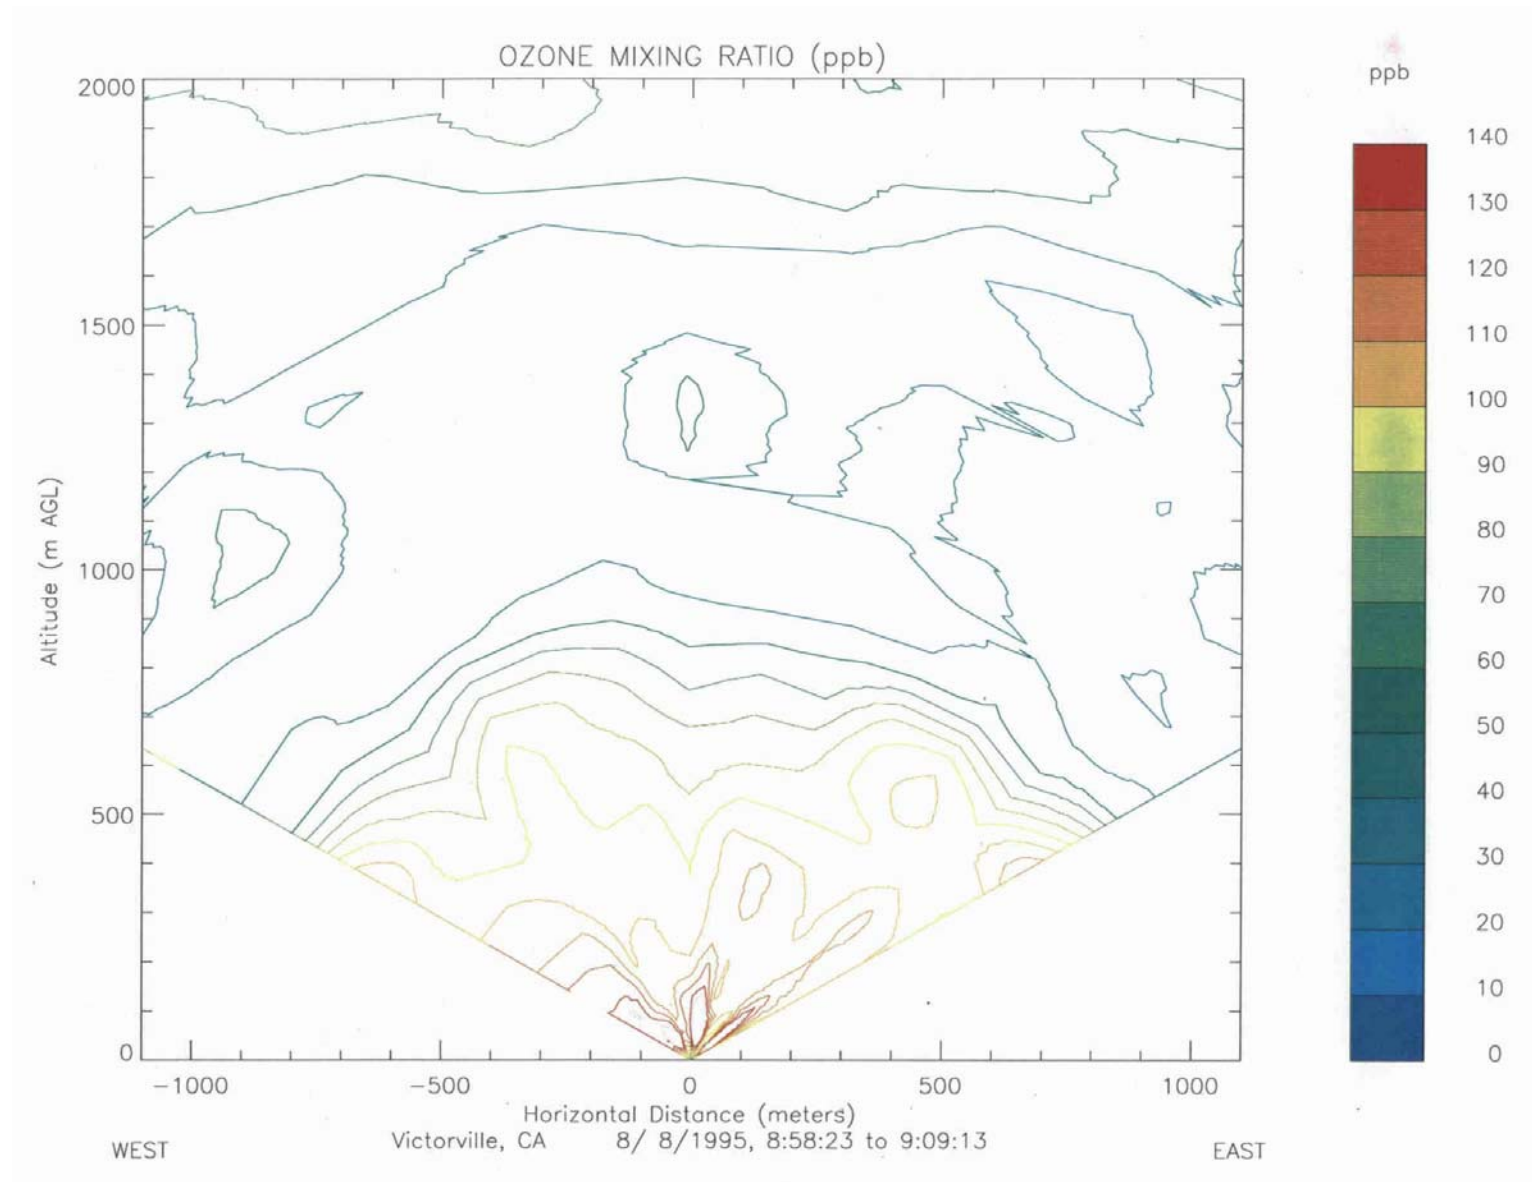 OZONE MIXING RATIO (ppb)
ppb
2000
1500
1000
500
0
Altitude (m AGL)
140
130
120
110
100
90
80
70
60
50
40
30
20
10
0
−1000 −500 0 500 1000
Horizontal Distance (meters)
Victorville, CA 8/ 8/1995, 8:58:23 to 9:09:13
WEST
EAST